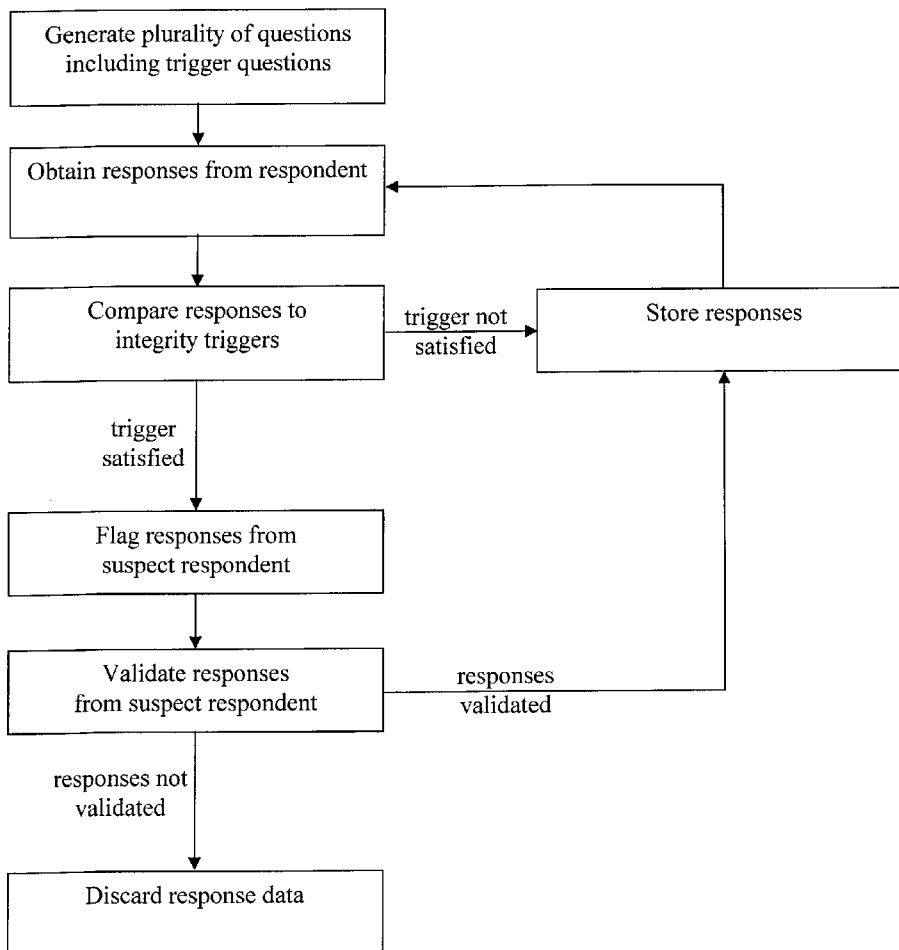 Generate plurality of questions
including trigger questions
Obtain responses from respondent
Compare responses to
integrity triggers
trigger not
satisfied
Store responses
trigger
satisfied
Flag responses from
suspect respondent
Validate responses
from suspect respondent
responses
validated
responses not
validated
Discard response data